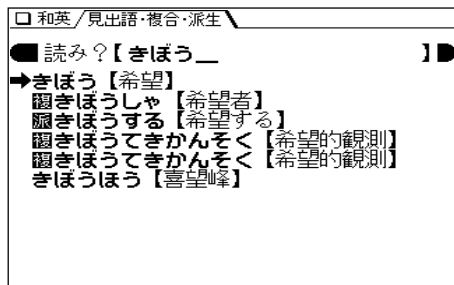 和英/見出語・複合・派生
読み?【きぼう_ 】
➡きぼう【希望】
複きぼうしゃ【希望者】
派きぼうする【希望する】
複きぼうてきかんそく【希望的観測】
複きぼうてきかんそく【希望的観測】
きぼうほう【喜望峰】